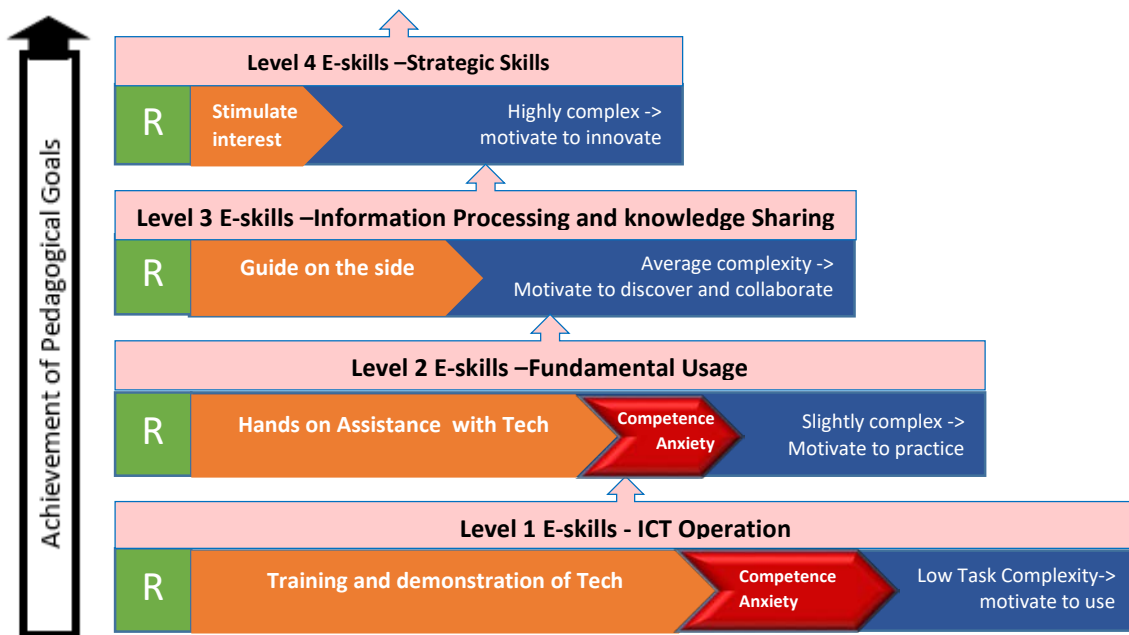 Achievement of Pedagogical Goals
Level 4 E-skills –Strategic Skills
R
Stimulate
interest
Highly complex ->
motivate to innovate
Level 3 E-skills –Information Processing and knowledge Sharing
R
Guide on the side
Average complexity ->
Motivate to discover and collaborate
Level 2 E-skills –Fundamental Usage
R
Hands on Assistance with Tech
Competence
Anxiety
Slightly complex ->
Motivate to practice
Level 1 E-skills - ICT Operation
R
Training and demonstration of Tech
Competence
Anxiety
Low Task Complexity->
motivate to use